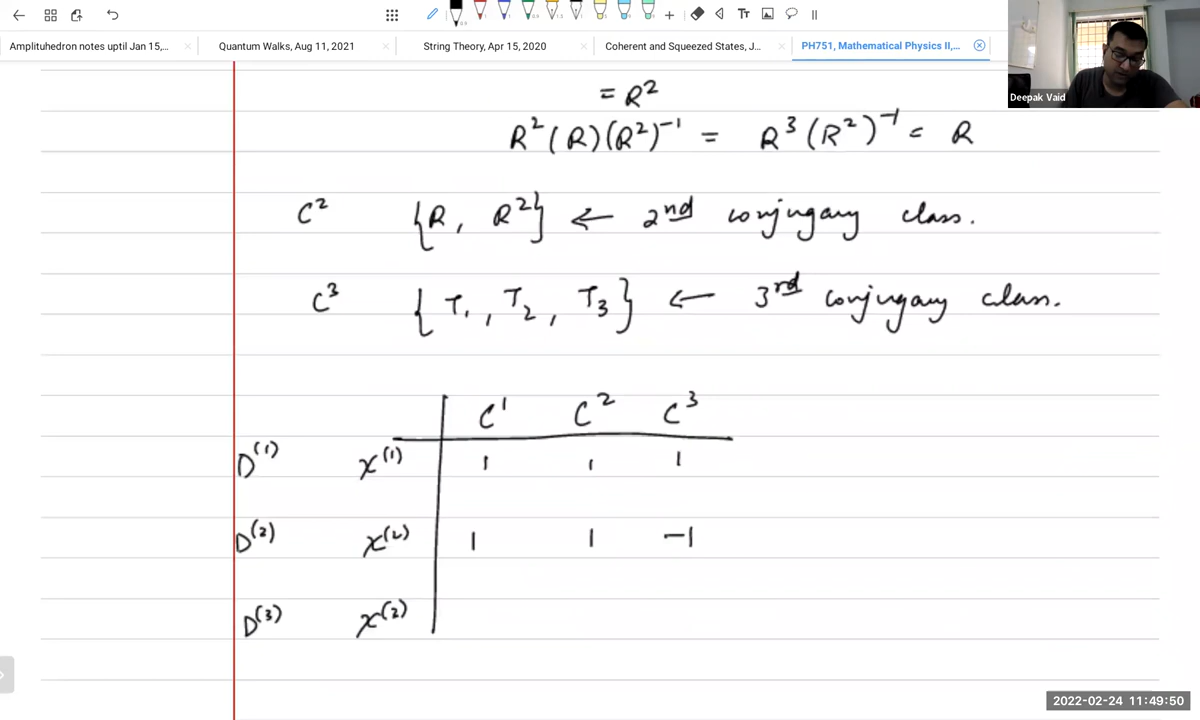 Amplituhedron notes uptil Jan 15,... Quantum Walks, Aug 11, 2021 String Theory, Apr 15, 2020 Coherent and Squeezed States, J... PH751, Mathematical Physics II,...
Deepak Vaid
= R²
R² (R) (R²)⁻¹ = R³ (R²)⁻¹ = R
C² {R, R²} ← 2nd conjugacy class.
C³ {T₁, T₂, T₃} ← 3rd conjugacy class.
C¹ C² C³
D⁽¹⁾ χ⁽¹⁾ 1 1 1
D⁽²⁾ χ⁽²⁾ 1 1 -1
D⁽³⁾ χ⁽³⁾
2022-02-24 11:49:50